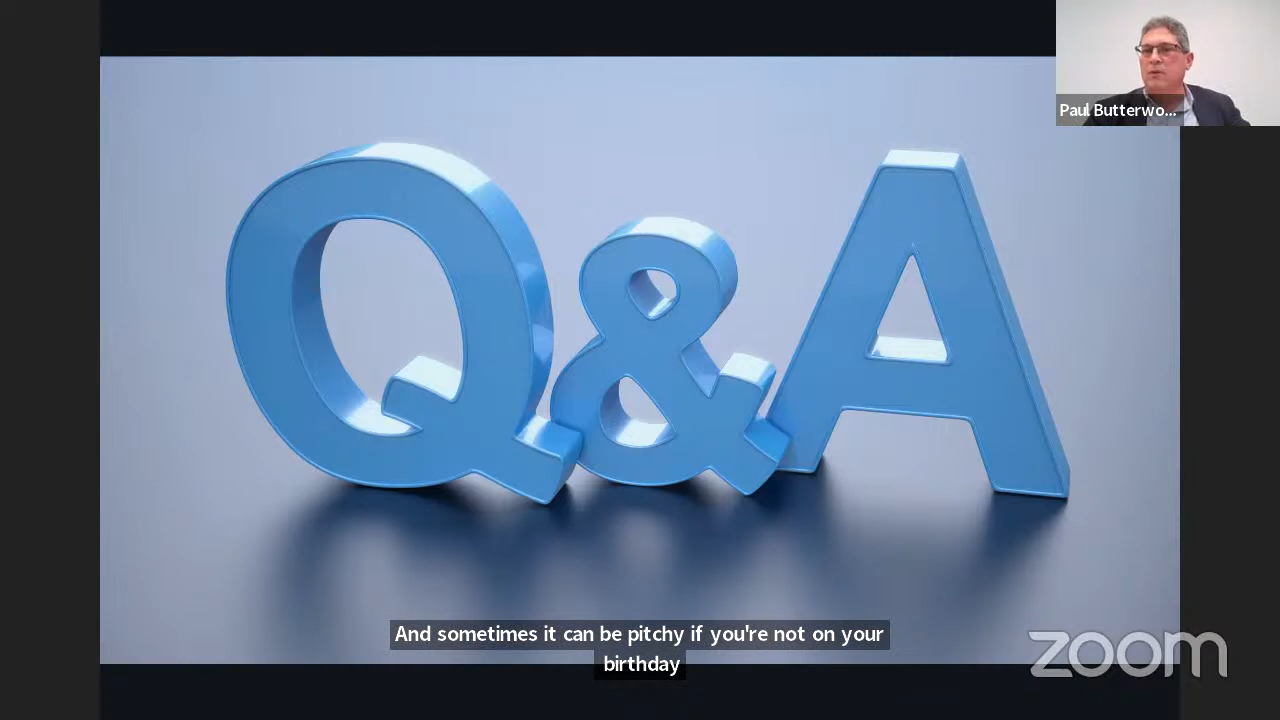 Paul Butterwo...
Q&A
And sometimes it can be pitchy if you're not on your
birthday
zoom